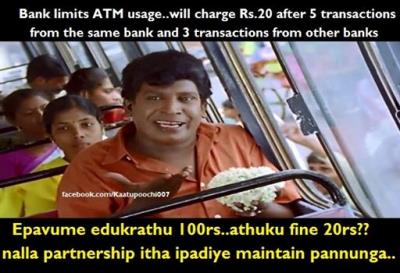 Bank limits ATM usage..will charge Rs.20 after 5 transactions
from the same bank and 3 transactions from other banks
facebook.com/Kaatupoochi007
Epavume edukrathu 100rs..athuku fine 20rs??
nalla partnership itha ipadiye maintain pannunga..